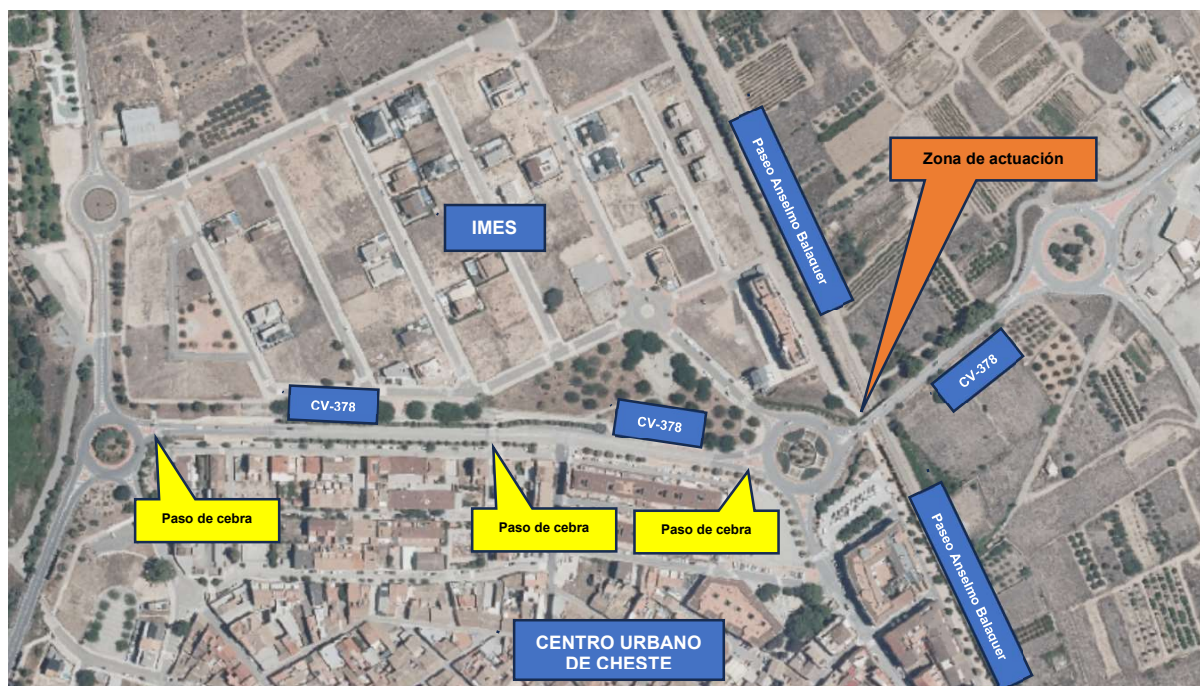 Paseo Anselmo Balaguer
Zona de actuación
IMES
CV-378
CV-378
CV-378
Paso de cebra
Paso de cebra
Paso de cebra
Paseo Anselmo Balaguer
CENTRO URBANO
DE CHESTE